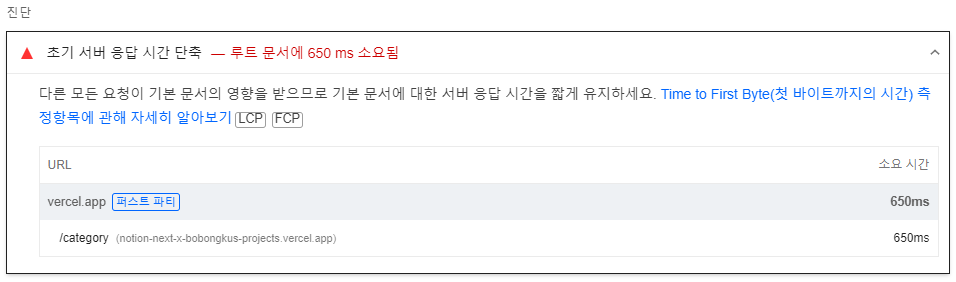 진단
초기 서버 응답 시간 단축 — 루트 문서에 650 ms 소요됨
다른 모든 요청이 기본 문서의 영향을 받으므로 기본 문서에 대한 서버 응답 시간을 짧게 유지하세요. Time to First Byte(첫 바이트까지의 시간) 측
정항목에 관해 자세히 알아보기 LCP FCP
URL 소요 시간
vercel.app 퍼스트 파티 650ms
/category (notion-next-x-bobongkus-projects.vercel.app) 650ms